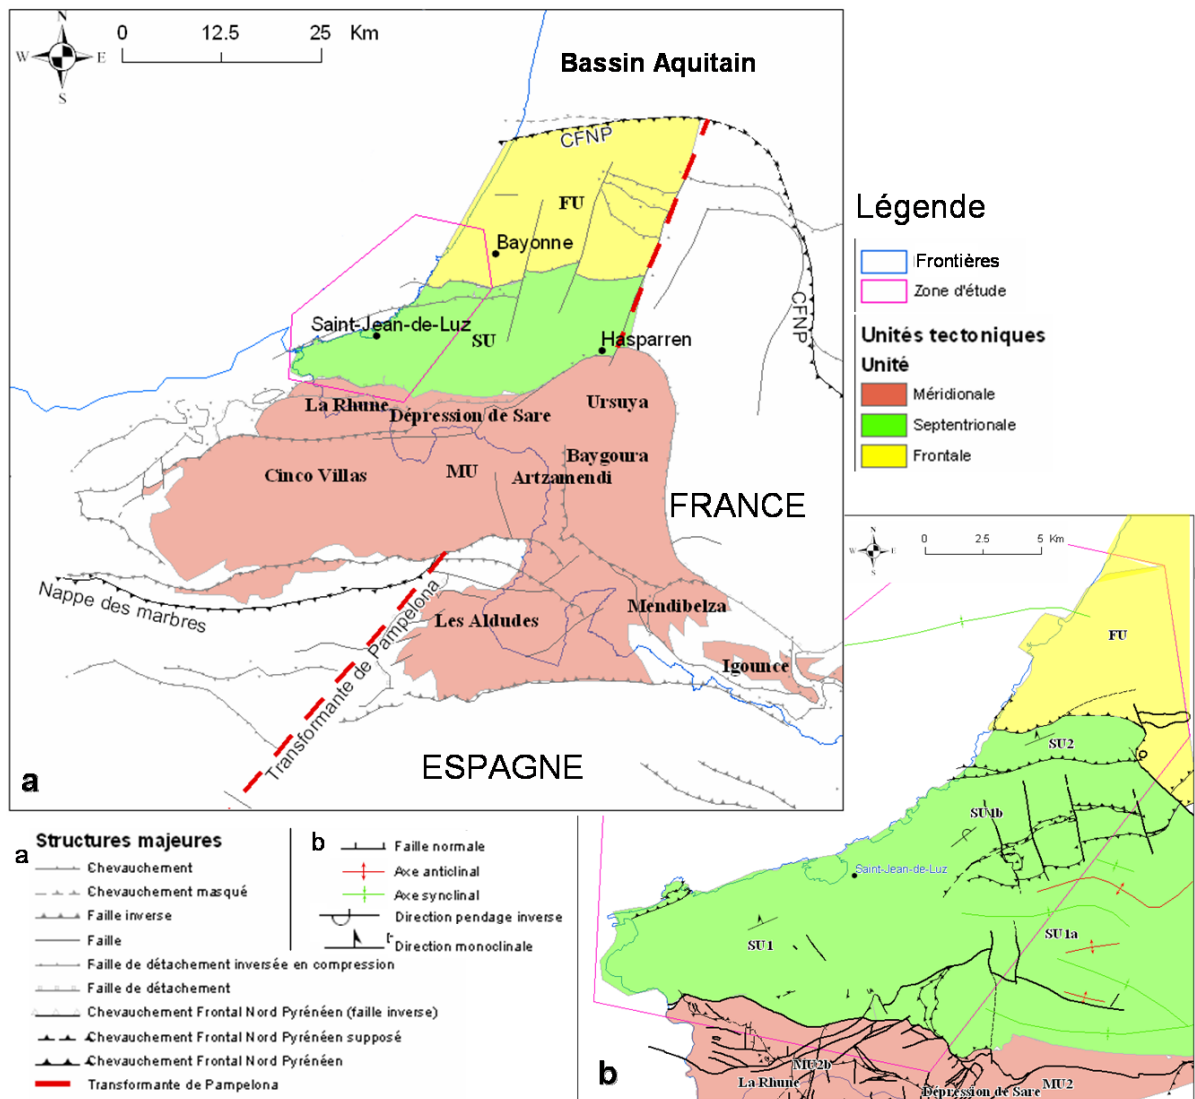 N
W E
S
0 12.5 25 Km
Bassin Aquitain
CFNP
FU
Bayonne
Saint-Jean-de-Luz
SU
Hasparren
CFNP
La Rhune
Dépression de Sare
Ursuya
Cinco Villas
MU
Baygoura
Artzamendi
FRANCE
Nappe des marbres
Mendibelza
Les Aldudes
Igounce
Transformante de Pampelona
ESPAGNE
a
Légende
Frontières
Zone d'étude
Unités tectoniques
Unité
Méridionale
Septentrionale
Frontale
N
W E
S
0 2.5 5 Km
FU
SU2
SU1b
Saint-Jean-de-Luz
SU1
SU1a
MU2b
La Rhune
Dépression de Sare
MU2
b
a
Structures majeures
Chevauchement
Chevauchement masqué
Faille inverse
Faille
Faille de détachement inversée en compression
Faille de détachement
Chevauchement Frontal Nord Pyrénéen (faille inverse)
Chevauchement Frontal Nord Pyrénéen supposé
Chevauchement Frontal Nord Pyrénéen
Transformante de Pampelona
b
Faille normale
Axe anticlinal
Axe synclinal
Direction pendage inverse
Direction monoclinale